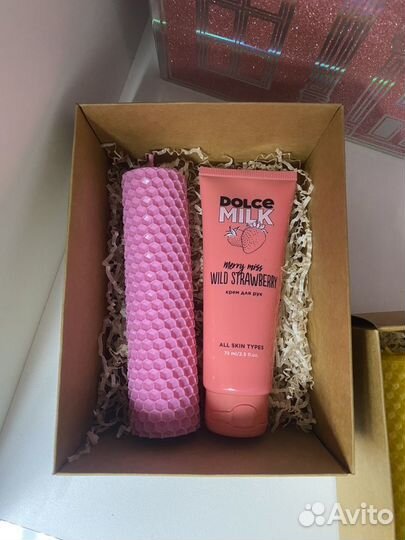 DOLCE
MILK
merry miss
WILD STRAWBERRY
крем для рук
ALL SKIN TYPES
75 ml/2.5 fl.oz.
Avito